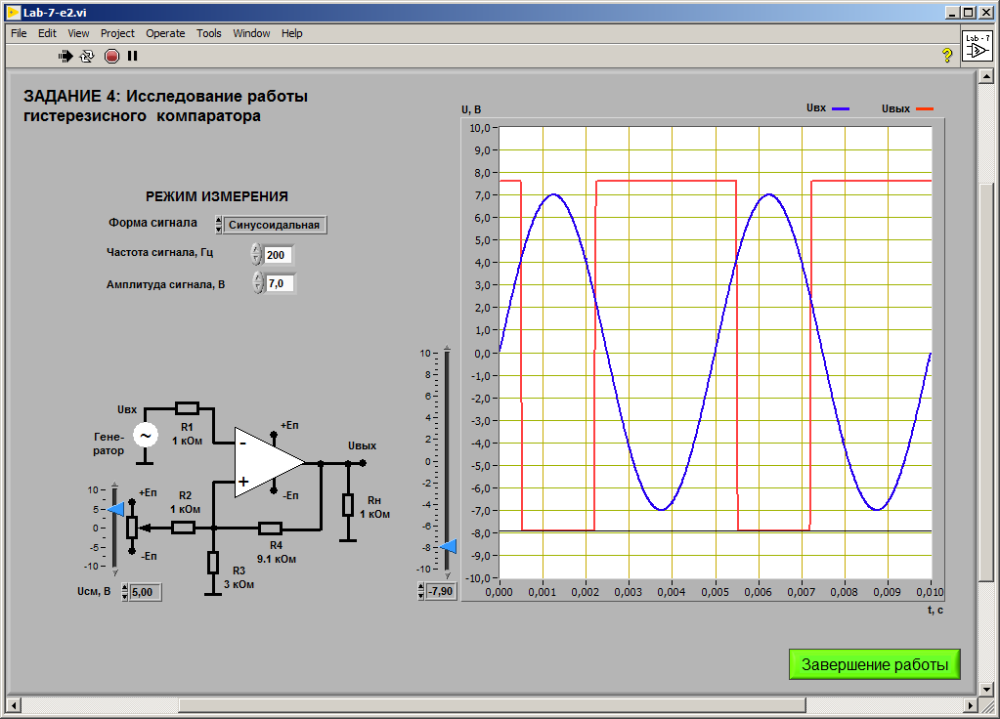 Lab-7-e2.vi
File Edit View Project Operate Tools Window Help
?
Lab - 7
ЗАДАНИЕ 4: Исследование работы
гистерезисного компаратора
РЕЖИМ ИЗМЕРЕНИЯ
Форма сигнала Синусоидальная
Частота сигнала, Гц 200
Амплитуда сигнала, В 7,0
Uвх
Гене-
ратор
~
R1
1 кОм
-
+
+Eп
-Eп
Uвых
Rн
1 кОм
10
5
0
-5
-10
+Eп
-Eп
R2
1 кОм
R4
9.1 кОм
R3
3 кОм
Uсм, В 5,00
10
8
6
4
2
0
-2
-4
-6
-8
-10
-7,90
U, В
Uвх Uвых
10,0
9,0
8,0
7,0
6,0
5,0
4,0
3,0
2,0
1,0
0,0
-1,0
-2,0
-3,0
-4,0
-5,0
-6,0
-7,0
-8,0
-9,0
-10,0
0,000 0,001 0,002 0,003 0,004 0,005 0,006 0,007 0,008 0,009 0,010
t, с
Завершение работы